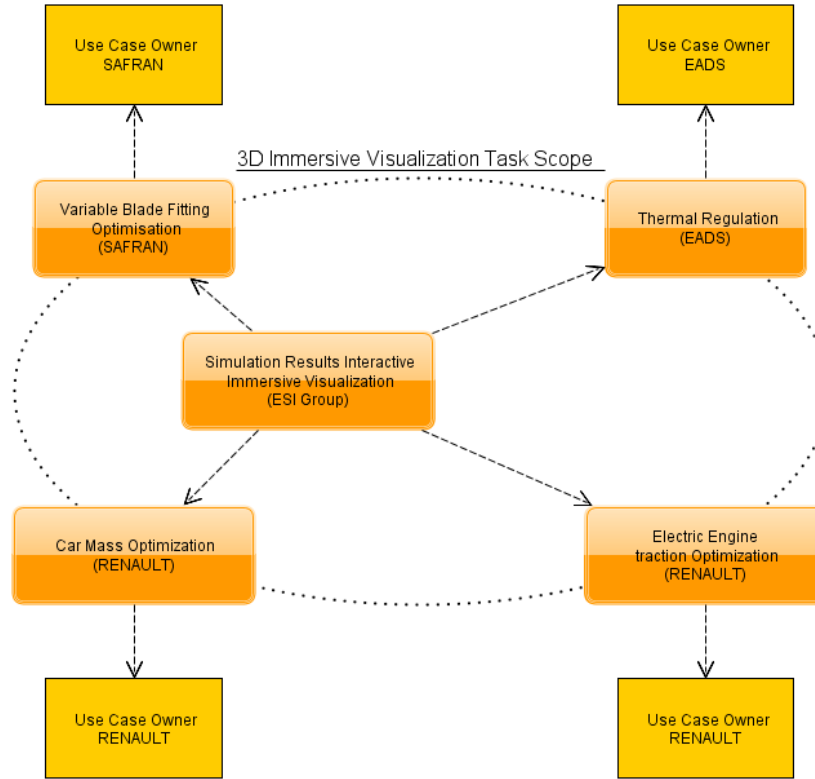 Use Case Owner
SAFRAN
Use Case Owner
EADS
3D Immersive Visualization Task Scope
Variable Blade Fitting
Optimisation
(SAFRAN)
Thermal Regulation
(EADS)
Simulation Results Interactive
Immersive Visualization
(ESI Group)
Car Mass Optimization
(RENAULT)
Electric Engine
traction Optimization
(RENAULT)
Use Case Owner
RENAULT
Use Case Owner
RENAULT